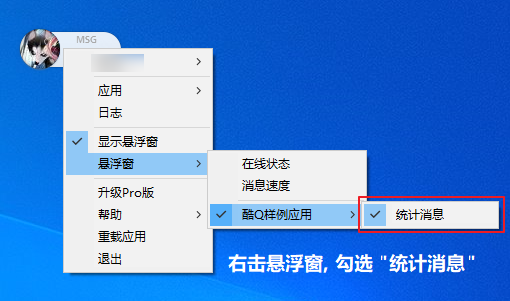 MSG
应用
日志
显示悬浮窗
悬浮窗
在线状态
消息速度
升级Pro版
帮助
酷Q样例应用
统计消息
重载应用
退出
右击悬浮窗, 勾选 "统计消息"